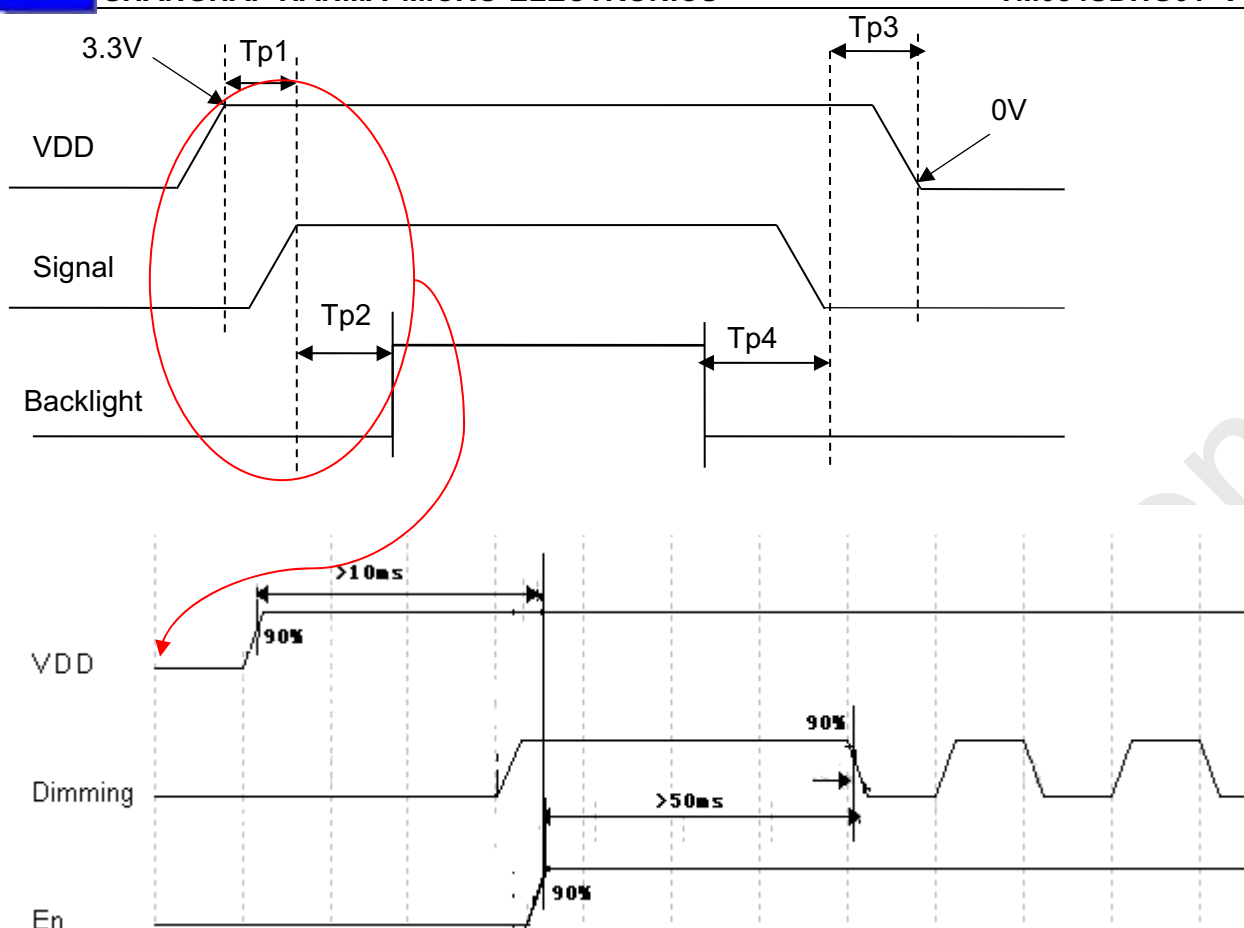 3.3V
Tp1
Tp3
0V
VDD
Signal
Tp2
Tp4
Backlight
>10ms
90%
VDD
90%
Dimming
>50ms
90%
En